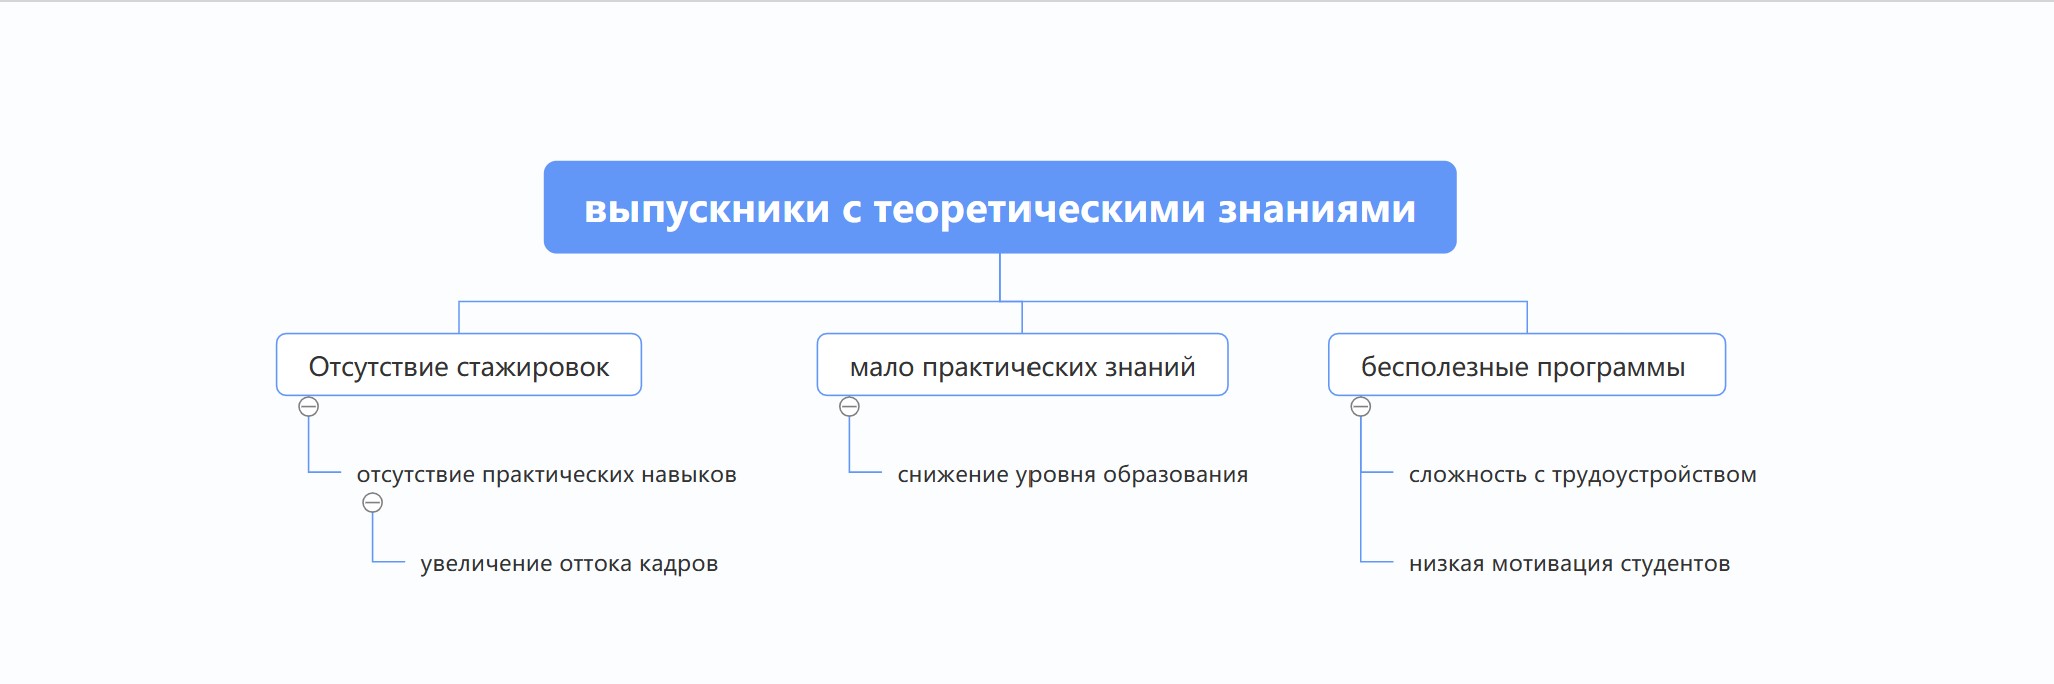 выпускники с теоретическими знаниями
Отсутствие стажировок
мало практических знаний
бесполезные программы
отсутствие практических навыков
снижение уровня образования
сложность с трудоустройством
увеличение оттока кадров
низкая мотивация студентов